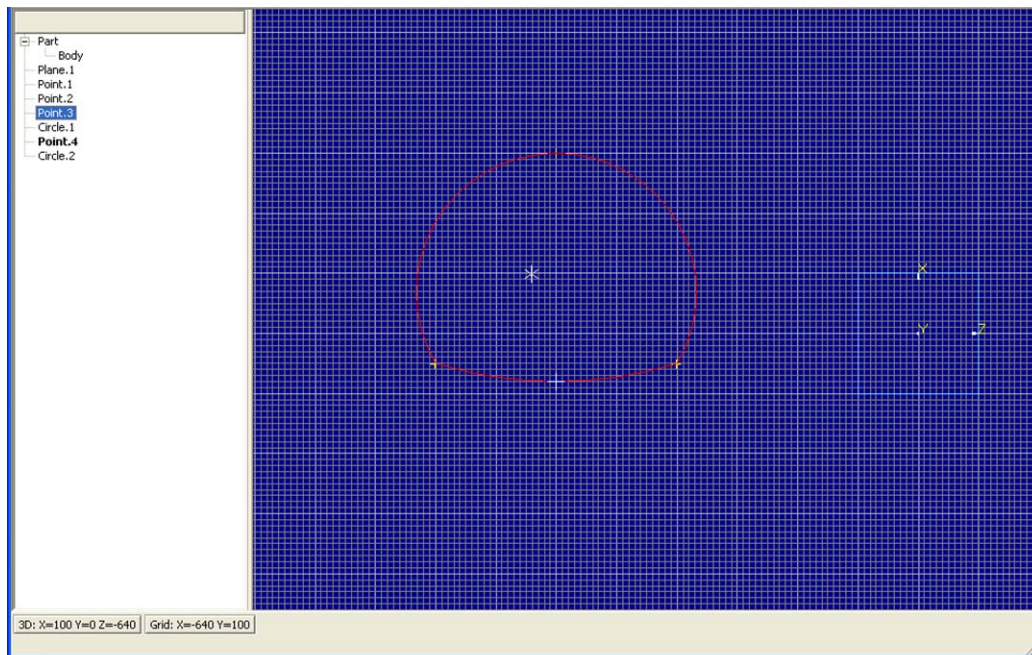 Part
Body
Plane.1
Point.1
Point.2
Point.3
Circle.1
Point.4
Circle.2
X
Y
Z
3D: X=100 Y=0 Z=-640
Grid: X=-640 Y=100